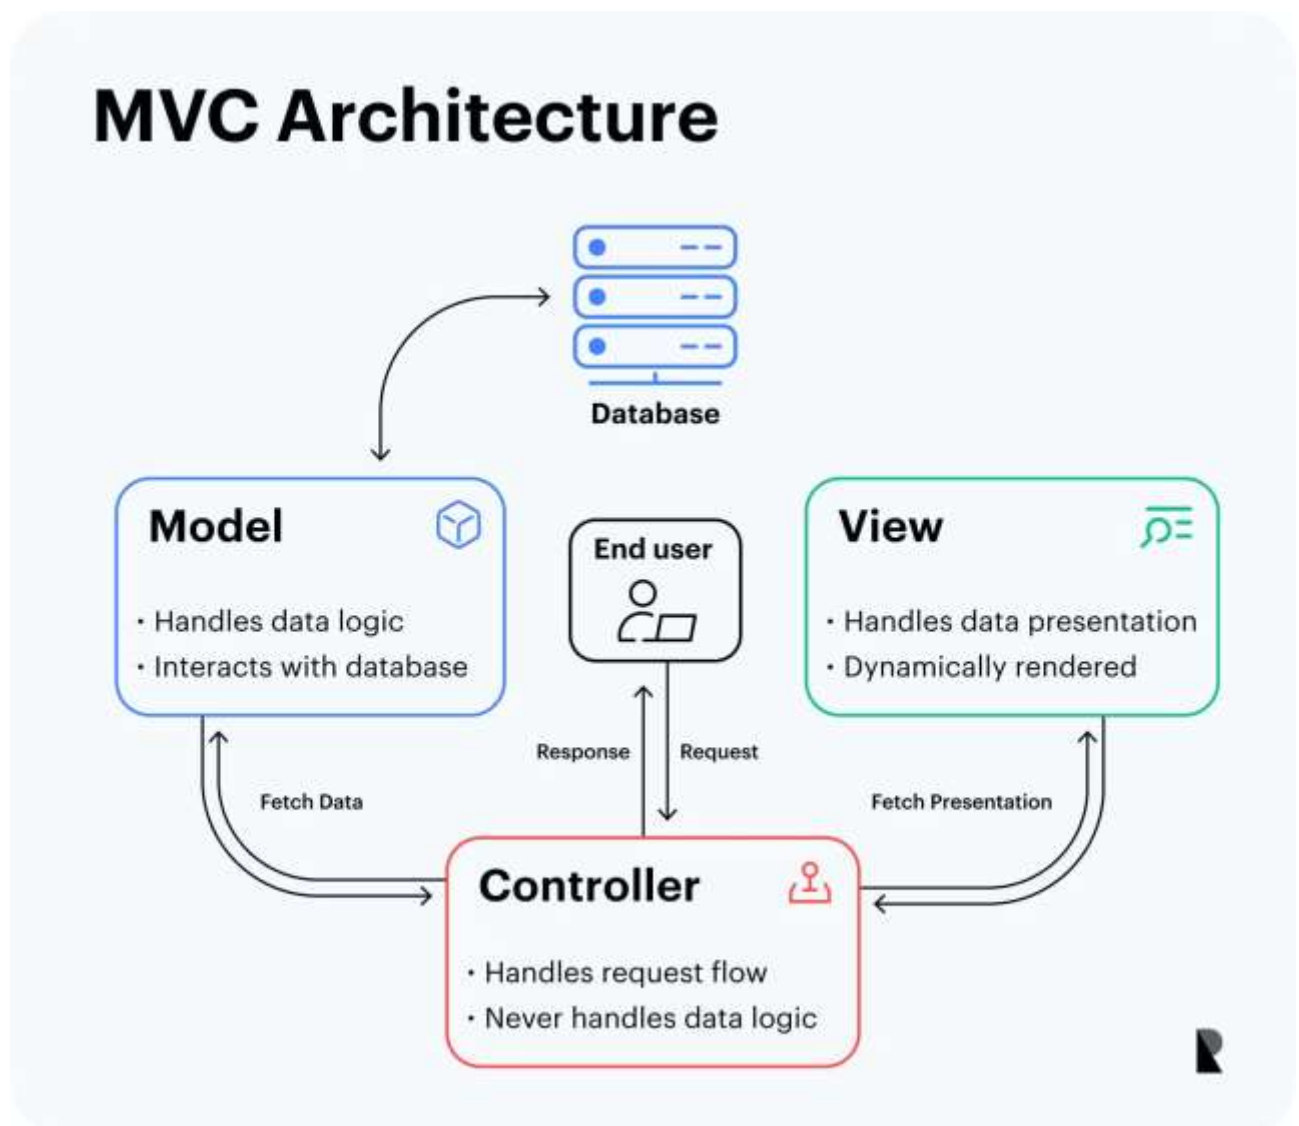 MVC Architecture
Database
Model
· Handles data logic
· Interacts with database
End user
View
· Handles data presentation
· Dynamically rendered
Response
Request
Fetch Data
Fetch Presentation
Controller
· Handles request flow
· Never handles data logic